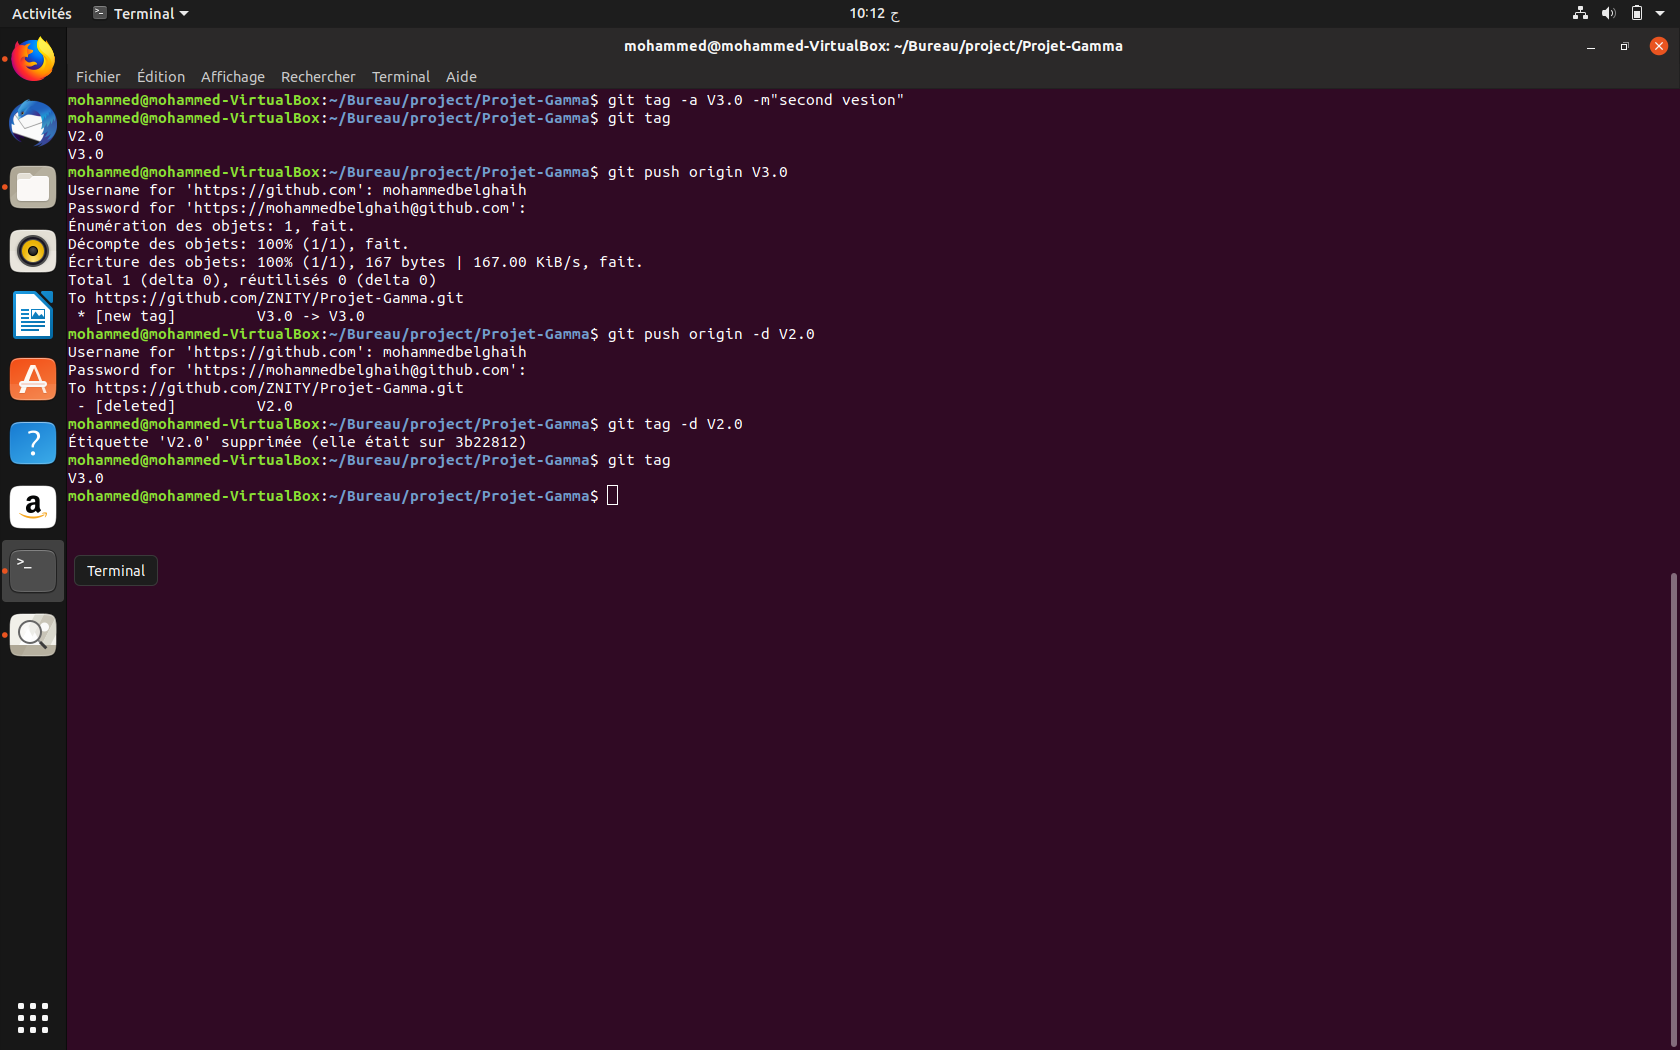 Activités
Terminal
10:12 ج
mohammed@mohammed-VirtualBox: ~/Bureau/project/Projet-Gamma
Fichier Édition Affichage Rechercher Terminal Aide
mohammed@mohammed-VirtualBox:~/Bureau/project/Projet-Gamma$ git tag -a V3.0 -m"second vesion"
mohammed@mohammed-VirtualBox:~/Bureau/project/Projet-Gamma$ git tag
V2.0
V3.0
mohammed@mohammed-VirtualBox:~/Bureau/project/Projet-Gamma$ git push origin V3.0
Username for 'https://github.com': mohammedbelghaih
Password for 'https://mohammedbelghaih@github.com':
Énumération des objets: 1, fait.
Décompte des objets: 100% (1/1), fait.
Écriture des objets: 100% (1/1), 167 bytes | 167.00 KiB/s, fait.
Total 1 (delta 0), réutilisés 0 (delta 0)
To https://github.com/ZNITY/Projet-Gamma.git
 * [new tag]         V3.0 -> V3.0
mohammed@mohammed-VirtualBox:~/Bureau/project/Projet-Gamma$ git push origin -d V2.0
Username for 'https://github.com': mohammedbelghaih
Password for 'https://mohammedbelghaih@github.com':
To https://github.com/ZNITY/Projet-Gamma.git
 - [deleted]         V2.0
mohammed@mohammed-VirtualBox:~/Bureau/project/Projet-Gamma$ git tag -d V2.0
Étiquette 'V2.0' supprimée (elle était sur 3b22812)
mohammed@mohammed-VirtualBox:~/Bureau/project/Projet-Gamma$ git tag
V3.0
mohammed@mohammed-VirtualBox:~/Bureau/project/Projet-Gamma$
Terminal